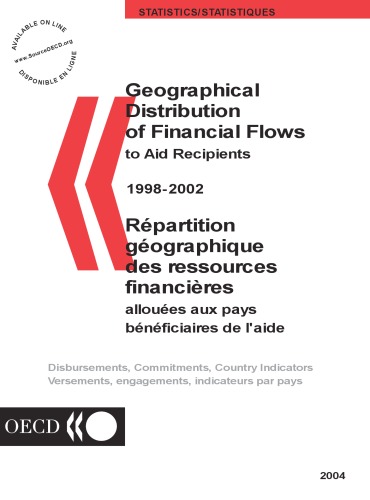 STATISTICS/STATISTIQUES
AVAILABLE ON LINE
www.SourceOECD.org
DISPONIBLE EN LIGNE
Geographical
Distribution
of Financial Flows
to Aid Recipients
1998-2002
Répartition
géographique
des ressources
financières
allouées aux pays
bénéficiaires de l'aide
Disbursements, Commitments, Country Indicators
Versements, engagements, indicateurs par pays
OECD
2004